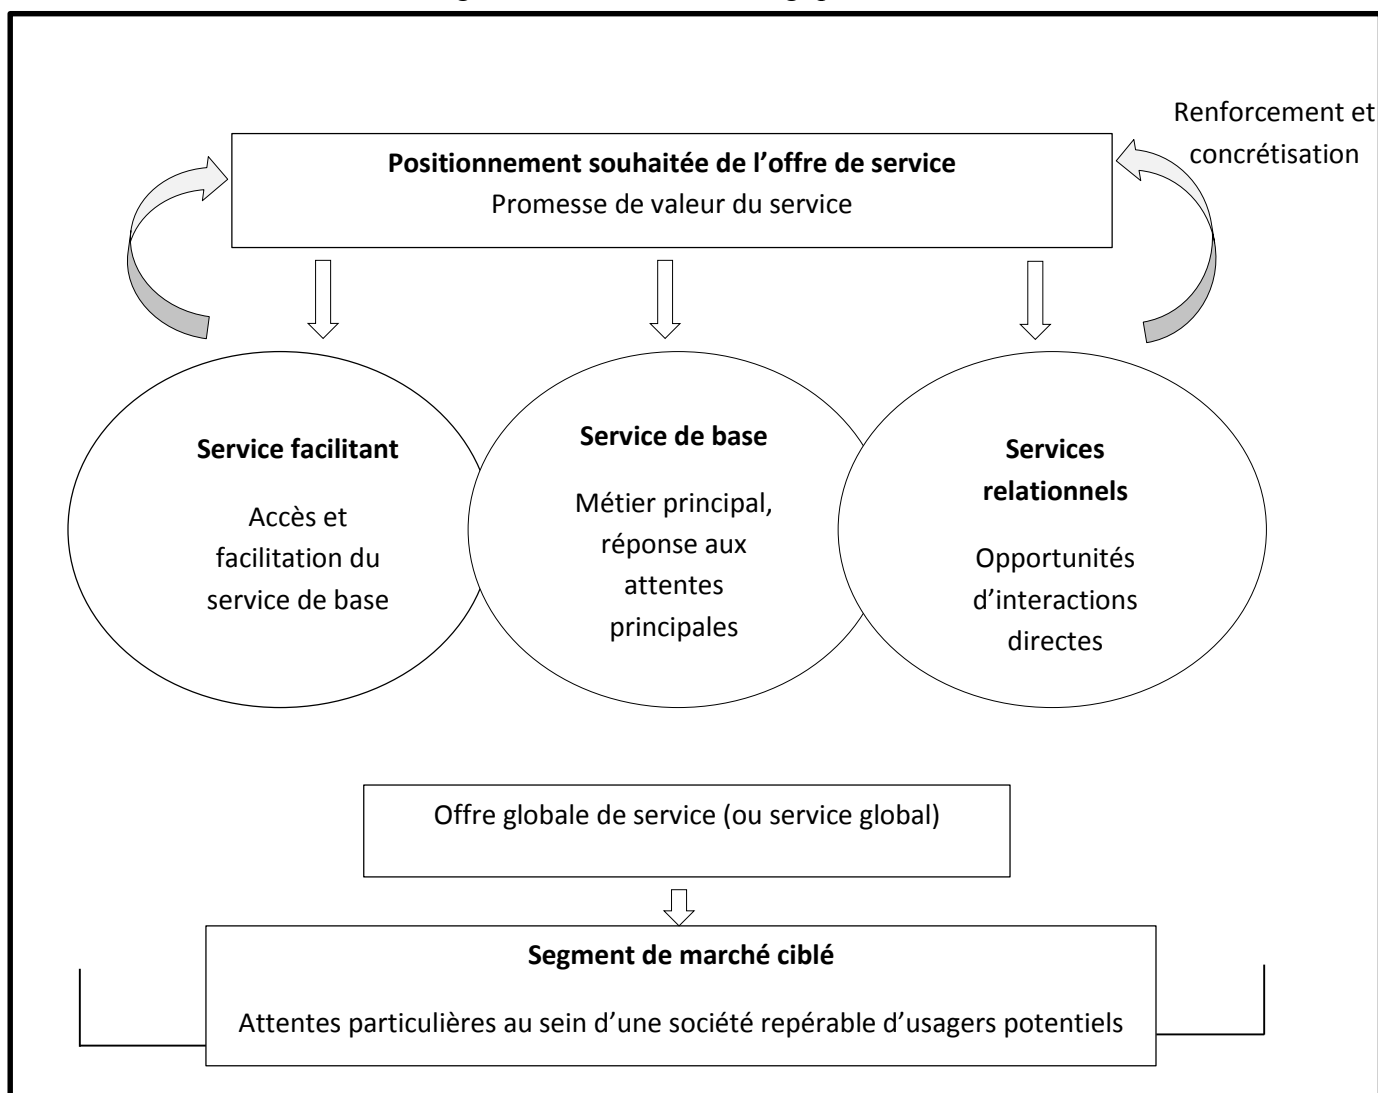 Renforcement et
concrétisation
Positionnement souhaitée de l'offre de service
Promesse de valeur du service
Service facilitant
Accès et
facilitation du
service de base
Service de base
Métier principal,
réponse aux
attentes
principales
Services
relationnels
Opportunités
d'interactions
directes
Offre globale de service (ou service global)
Segment de marché ciblé
Attentes particulières au sein d'une société repérable d'usagers potentiels